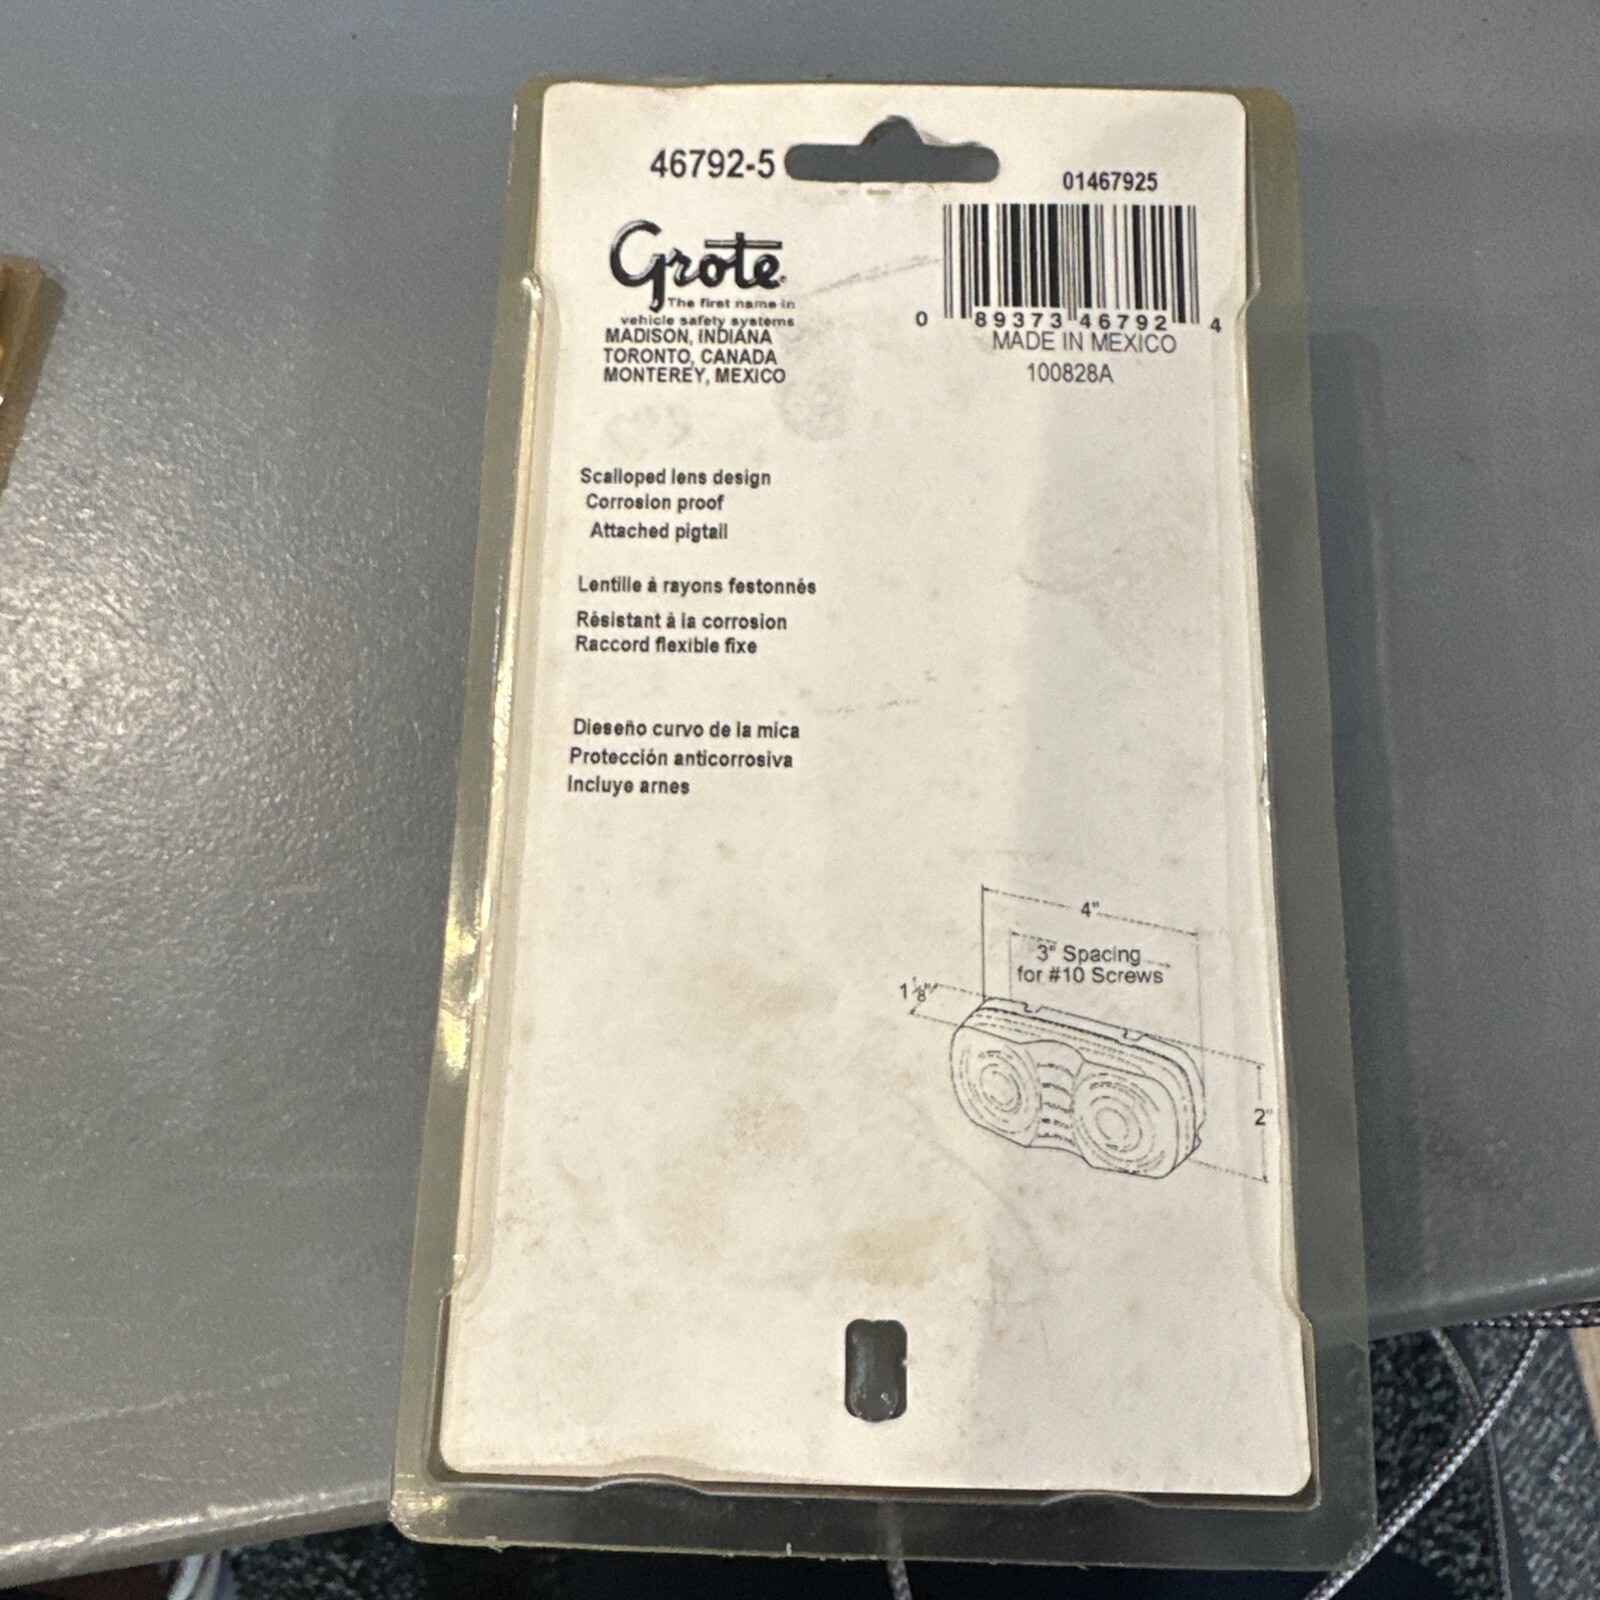 46792-5
01467925
Grote
The first name in
vehicle safety systems
MADISON, INDIANA
TORONTO, CANADA
MONTEREY, MEXICO
0 89373 46792 4
MADE IN MEXICO
100828A
Scalloped lens design
Corrosion proof
Attached pigtail
Lentille à rayons festonnés
Résistant à la corrosion
Raccord flexible fixe
Dieseño curvo de la mica
Protección anticorrosiva
Incluye arnes
4"
3" Spacing
for #10 Screws
1 1/8"
2"